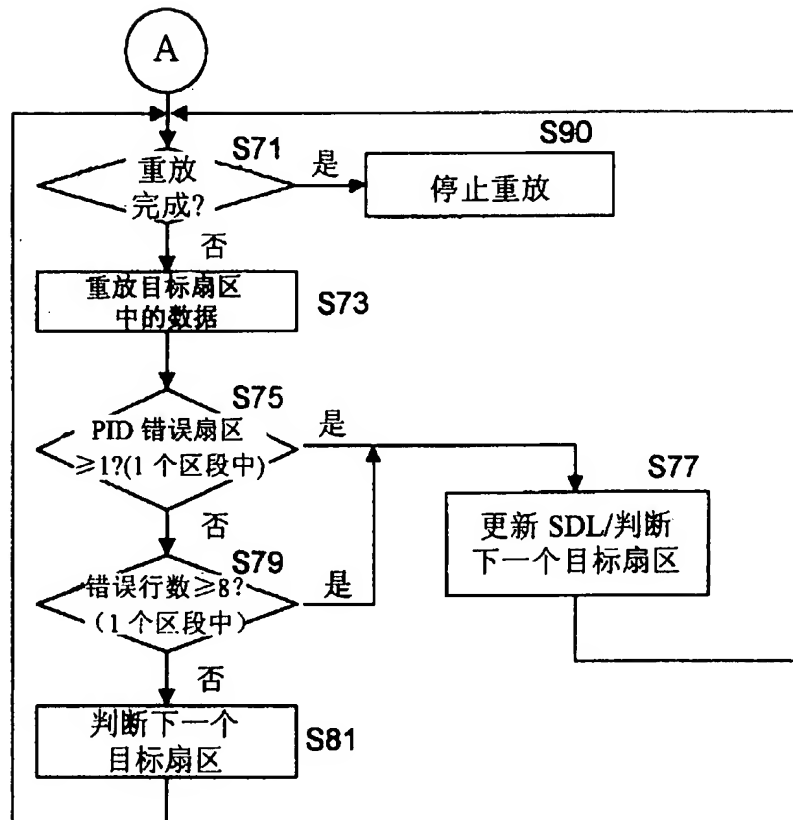 A
S71
重放
完成?
是
S90
停止重放
否
重放目标扇区
中的数据
S73
S75
PID 错误扇区
≥1?(1 个区段中)
是
否
S77
更新 SDL/判断
下一个目标扇区
S79
错误行数≥8?
(1 个区段中)
是
否
判断下一个
目标扇区
S81